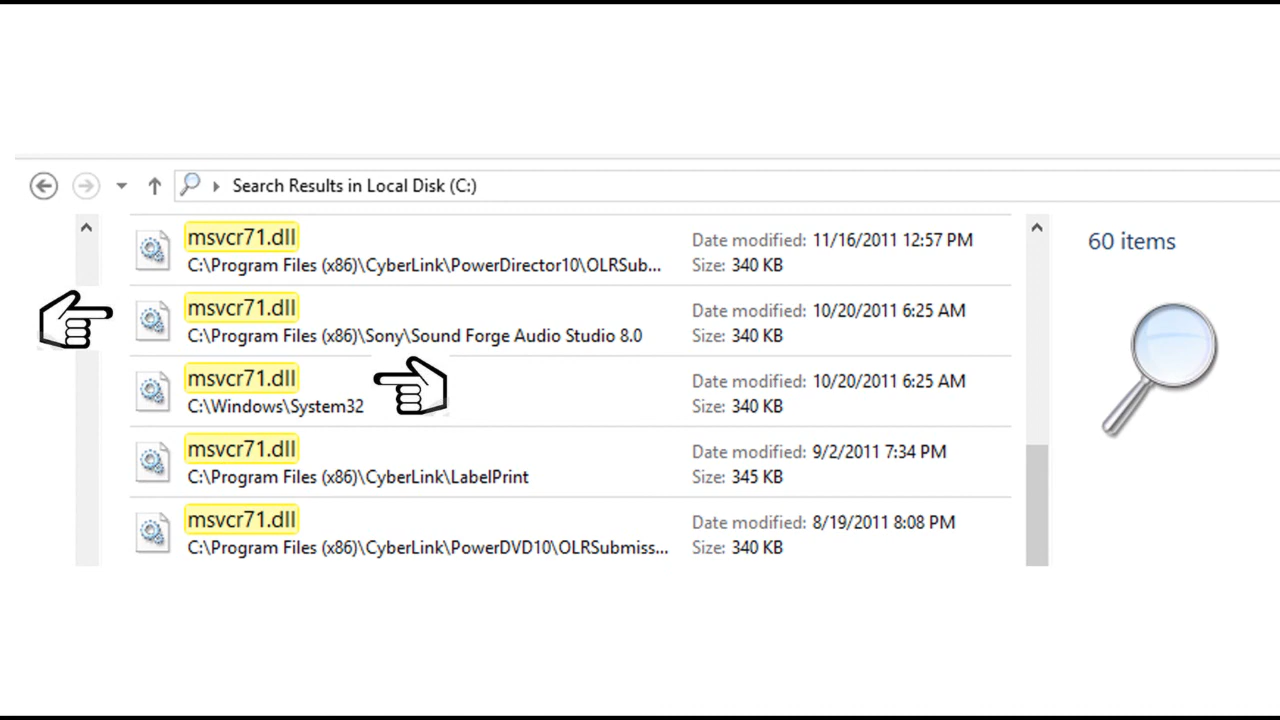 Search Results in Local Disk (C:)
msvcr71.dll
Date modified: 11/16/2011 12:57 PM
C:\Program Files (x86)\CyberLink\PowerDirector10\OLRSub...
Size: 340 KB
60 items
msvcr71.dll
Date modified: 10/20/2011 6:25 AM
C:\Program Files (x86)\Sony\Sound Forge Audio Studio 8.0
Size: 340 KB
msvcr71.dll
Date modified: 10/20/2011 6:25 AM
C:\Windows\System32
Size: 340 KB
msvcr71.dll
Date modified: 9/2/2011 7:34 PM
C:\Program Files (x86)\CyberLink\LabelPrint
Size: 345 KB
msvcr71.dll
Date modified: 8/19/2011 8:08 PM
C:\Program Files (x86)\CyberLink\PowerDVD10\OLRSubmiss...
Size: 340 KB